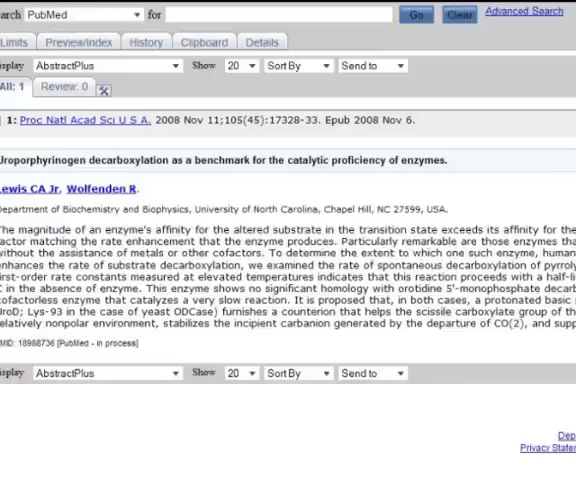 earch PubMed for Go Clear Advanced Search
Limits Preview/Index History Clipboard Details
isplay AbstractPlus Show 20 Sort By Send to
All: 1 Review: 0
1: Proc Natl Acad Sci U S A. 2008 Nov 11;105(45):17328-33. Epub 2008 Nov 6.
Uroporphyrinogen decarboxylation as a benchmark for the catalytic proficiency of enzymes.
Lewis CA Jr, Wolfenden R.
Department of Biochemistry and Biophysics, University of North Carolina, Chapel Hill, NC 27599, USA.
The magnitude of an enzyme's affinity for the altered substrate in the transition state exceeds its affinity for the
factor matching the rate enhancement that the enzyme produces. Particularly remarkable are those enzymes tha
without the assistance of metals or other cofactors. To determine the extent to which one such enzyme, human
enhances the rate of substrate decarboxylation, we examined the rate of spontaneous decarboxylation of pyrroly
first-order rate constants measured at elevated temperatures indicates that this reaction proceeds with a half-li
C in the absence of enzyme. This enzyme shows no significant homology with orotidine 5'-monophosphate decarb
cofactorless enzyme that catalyzes a very slow reaction. It is proposed that, in both cases, a protonated basic r
UroD; Lys-93 in the case of yeast ODCase) furnishes a counterion that helps the scissile carboxylate group of th
relatively nonpolar environment, stabilizes the incipient carbanion generated by the departure of CO(2), and supp
PMID: 18988736 [PubMed - in process]
isplay AbstractPlus Show 20 Sort By Send to
Dep
Privacy Stater